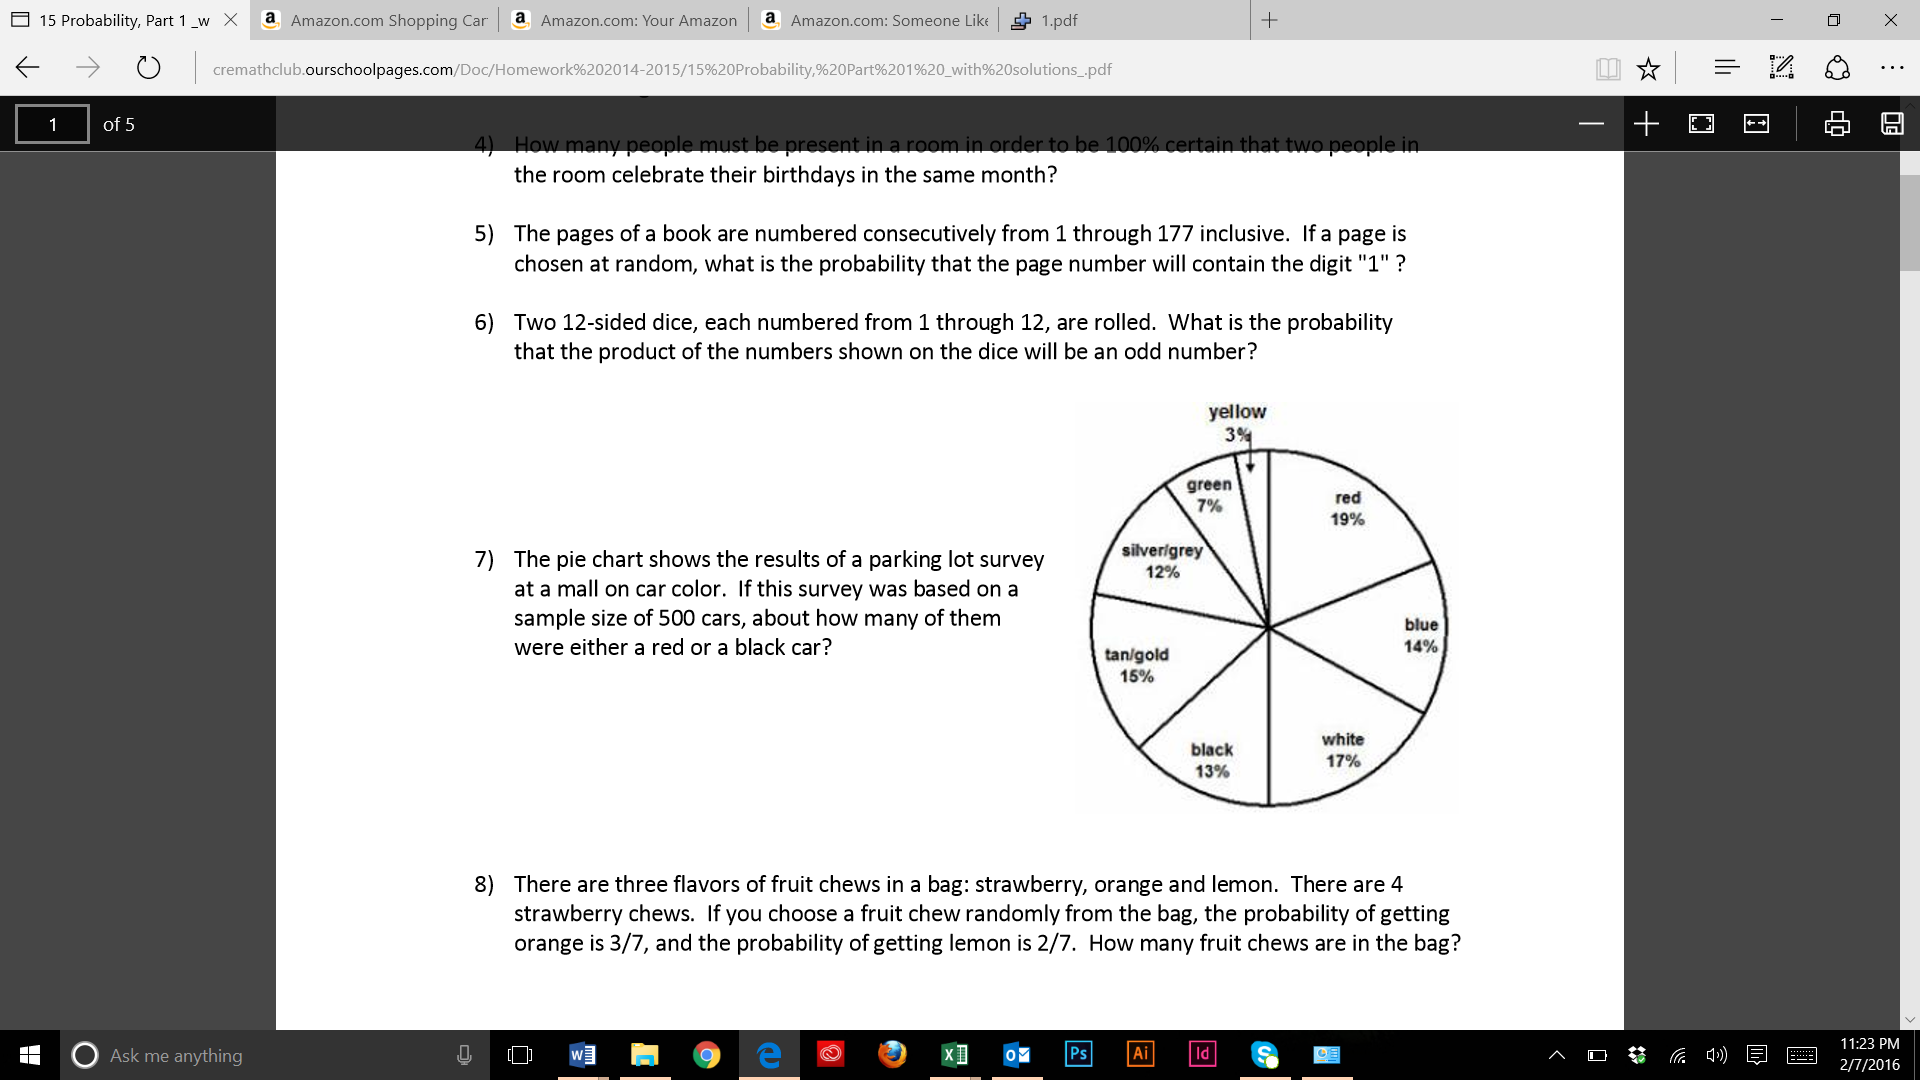 15 Probability, Part 1 _w
Amazon.com Shopping Car
Amazon.com: Your Amazon
Amazon.com: Someone Like
1.pdf
cremathclub.ourschoolpages.com/Doc/Homework%202014-2015/15%20Probability,%20Part%201%20_with%20solutions_.pdf
1 of 5
4) How many people must be present in a room in order to be 100% certain that two people in
the room celebrate their birthdays in the same month?
5) The pages of a book are numbered consecutively from 1 through 177 inclusive. If a page is
chosen at random, what is the probability that the page number will contain the digit "1" ?
6) Two 12-sided dice, each numbered from 1 through 12, are rolled. What is the probability
that the product of the numbers shown on the dice will be an odd number?
yellow
3%
green
7%
red
19%
silver/grey
12%
blue
14%
tan/gold
15%
white
17%
black
13%
7) The pie chart shows the results of a parking lot survey
at a mall on car color. If this survey was based on a
sample size of 500 cars, about how many of them
were either a red or a black car?
8) There are three flavors of fruit chews in a bag: strawberry, orange and lemon. There are 4
strawberry chews. If you choose a fruit chew randomly from the bag, the probability of getting
orange is 3/7, and the probability of getting lemon is 2/7. How many fruit chews are in the bag?
Ask me anything
Ps
Ai
Id
11:23 PM
2/7/2016